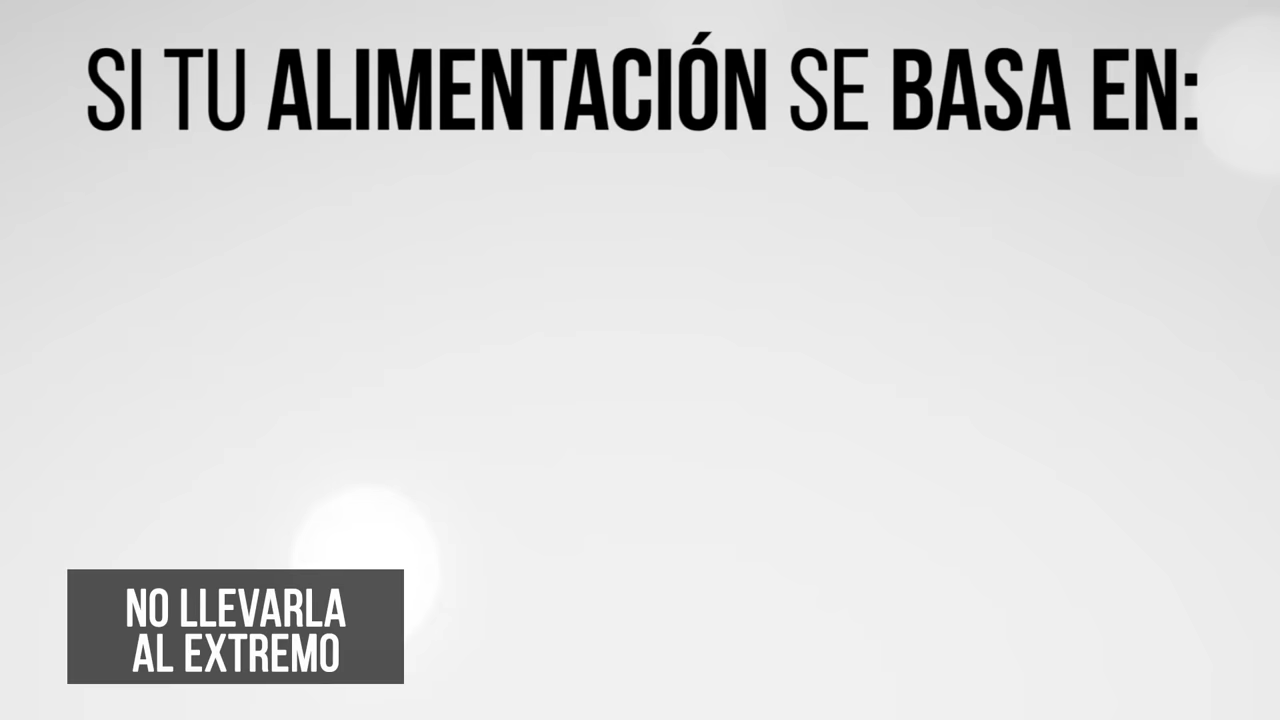 SI TU ALIMENTACIÓN SE BASA EN:
NO LLEVARLA
AL EXTREMO